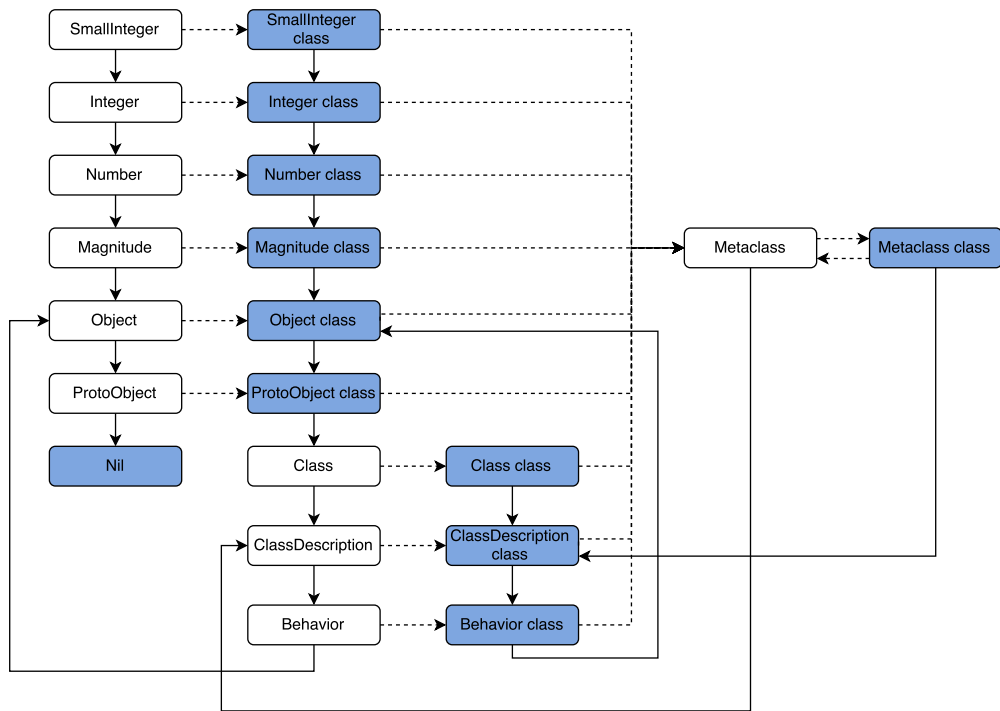 SmallInteger
SmallInteger
class
Integer
Integer class
Number
Number class
Magnitude
Magnitude class
Metaclass
Metaclass class
Object
Object class
ProtoObject
ProtoObject class
Nil
Class
Class class
ClassDescription
ClassDescription
class
Behavior
Behavior class